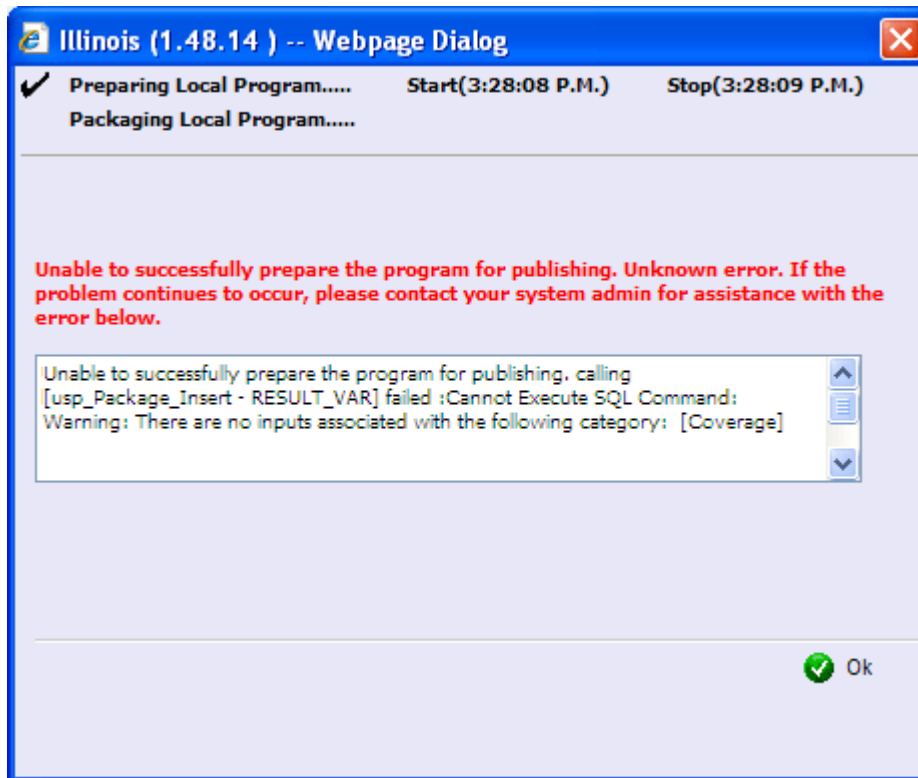 Illinois (1.48.14 ) -- Webpage Dialog
Preparing Local Program..... Start(3:28:08 P.M.) Stop(3:28:09 P.M.)
Packaging Local Program.....
Unable to successfully prepare the program for publishing. Unknown error. If the
problem continues to occur, please contact your system admin for assistance with the
error below.
Unable to successfully prepare the program for publishing. calling
[usp_Package_Insert - RESULT_VAR] failed :Cannot Execute SQL Command:
Warning: There are no inputs associated with the following category:  [Coverage]
Ok